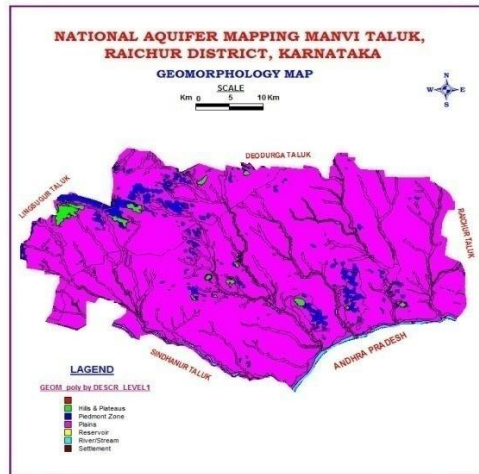 NATIONAL AQUIFER MAPPING MANVI TALUK,
RAICHUR DISTRICT, KARNATAKA
GEOMORPHOLOGY MAP
SCALE
Km 0 5 10 Km
N
W E
S
DEODURGA TALUK
LINGBUGUR TALUK
RAICHUR TALUK
ANDHRA PRADESH
SINDHANUR TALUK
LAGEND
GEOM_poly by DESCR_LEVEL1
Hills & Plateaus
Piedmont Zone
Plains
Reservoir
River/Stream
Settlement